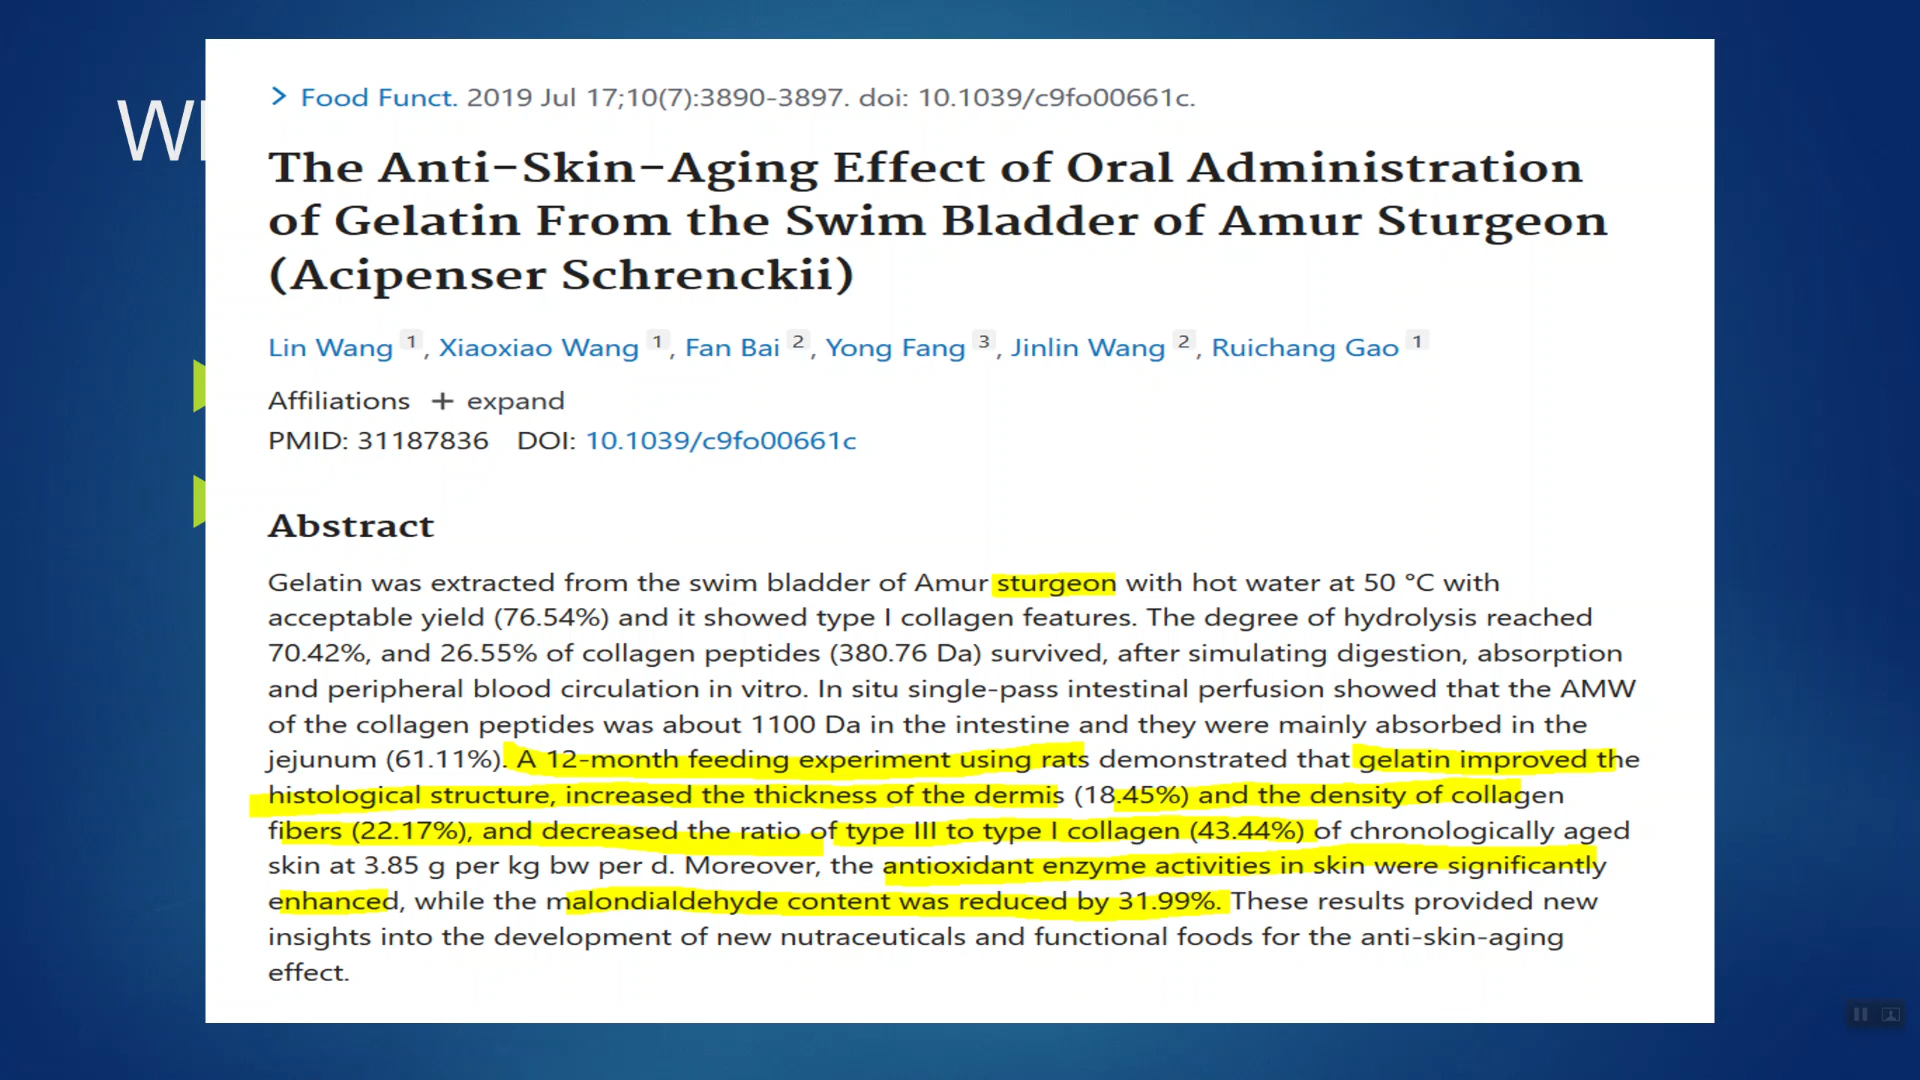 W
> Food Funct. 2019 Jul 17;10(7):3890-3897. doi: 10.1039/c9fo00661c.
The Anti-Skin-Aging Effect of Oral Administration
of Gelatin From the Swim Bladder of Amur Sturgeon
(Acipenser Schrenckii)
Lin Wang 1, Xiaoxiao Wang 1, Fan Bai 2, Yong Fang 3, Jinlin Wang 2, Ruichang Gao 1
Affiliations + expand
PMID: 31187836 DOI: 10.1039/c9fo00661c
Abstract
Gelatin was extracted from the swim bladder of Amur sturgeon with hot water at 50 °C with
acceptable yield (76.54%) and it showed type I collagen features. The degree of hydrolysis reached
70.42%, and 26.55% of collagen peptides (380.76 Da) survived, after simulating digestion, absorption
and peripheral blood circulation in vitro. In situ single-pass intestinal perfusion showed that the AMW
of the collagen peptides was about 1100 Da in the intestine and they were mainly absorbed in the
jejunum (61.11%). A 12-month feeding experiment using rats demonstrated that gelatin improved the
histological structure, increased the thickness of the dermis (18.45%) and the density of collagen
fibers (22.17%), and decreased the ratio of type III to type I collagen (43.44%) of chronologically aged
skin at 3.85 g per kg bw per d. Moreover, the antioxidant enzyme activities in skin were significantly
enhanced, while the malondialdehyde content was reduced by 31.99%. These results provided new
insights into the development of new nutraceuticals and functional foods for the anti-skin-aging
effect.